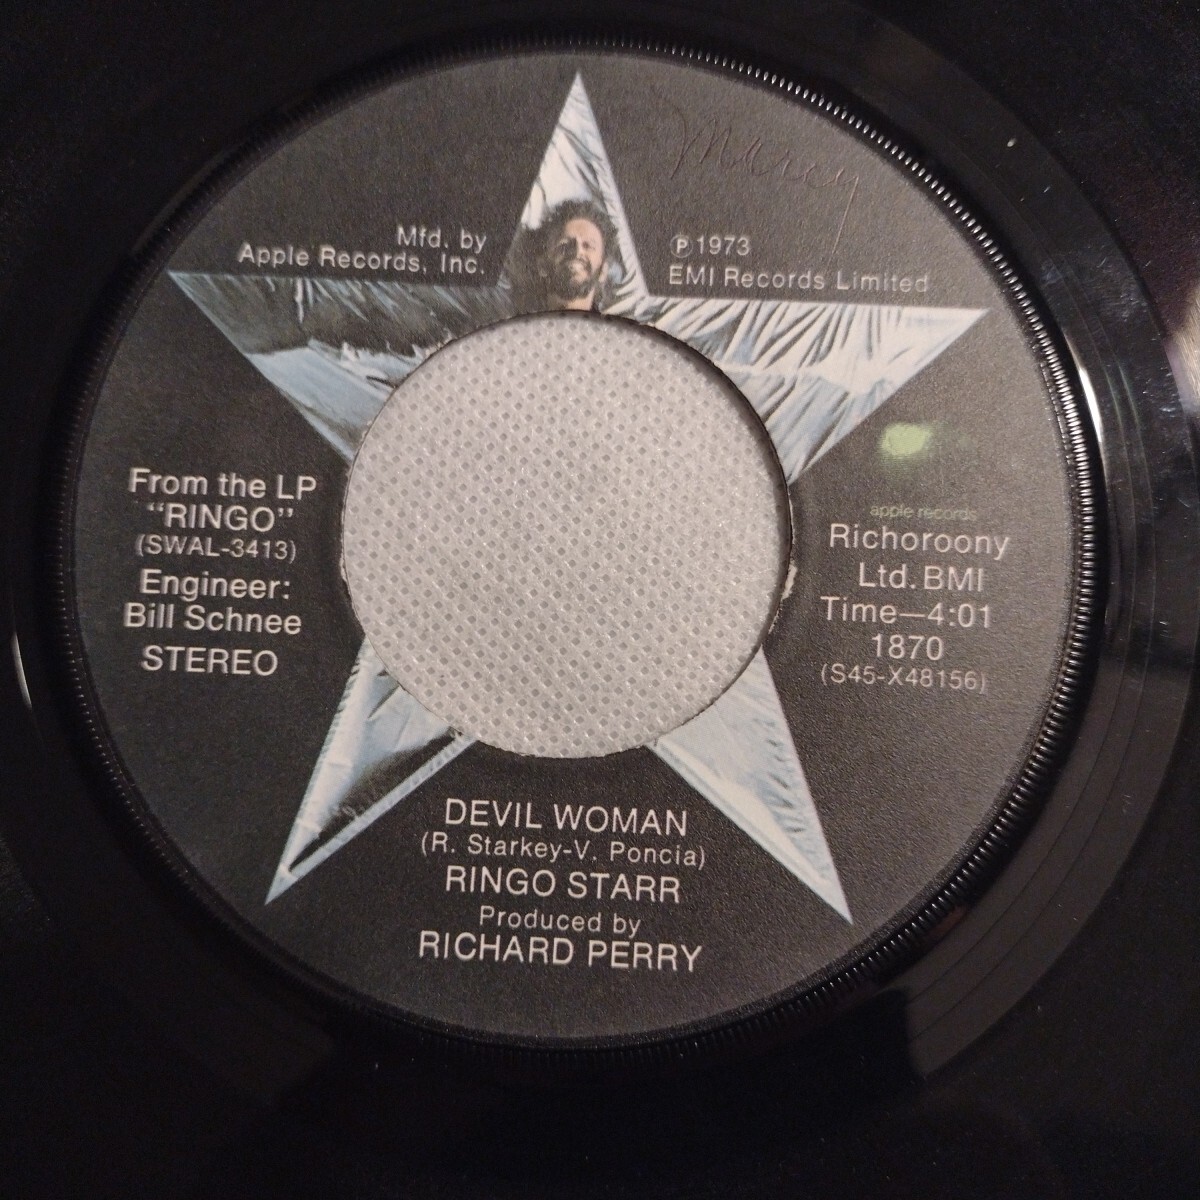 Mfd. by
Apple Records, Inc.
℗ 1973
EMI Records Limited
From the LP
"RINGO"
(SWAL-3413)
Engineer:
Bill Schnee
STEREO
apple records
Richoroony
Ltd. BMI
Time—4:01
1870
(S45-X48156)
DEVIL WOMAN
(R. Starkey-V. Poncia)
RINGO STARR
Produced by
RICHARD PERRY